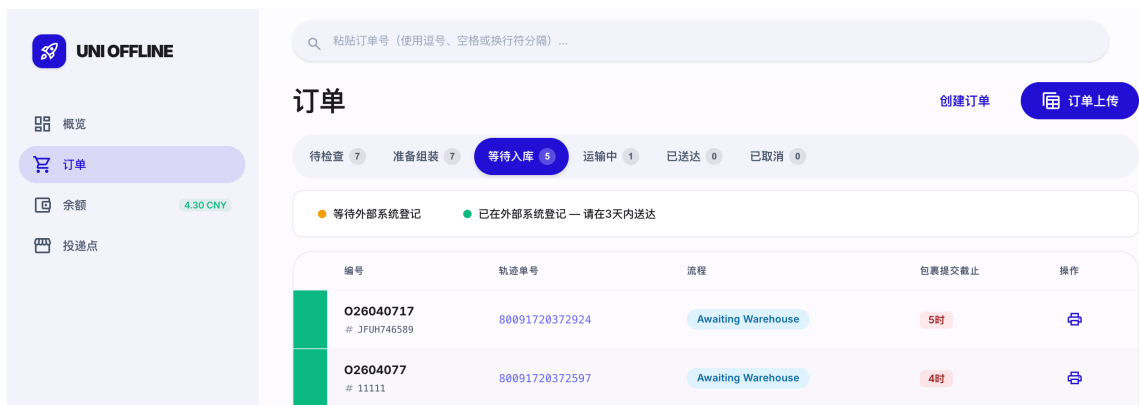 UNI OFFLINE
概览
订单
余额 4.30 CNY
投递点
粘贴订单号（使用逗号、空格或换行符分隔）...
订单
创建订单 订单上传
待检查 7 准备组装 7 等待入库 5 运输中 1 已送达 0 已取消 0
等待外部系统登记 已在外部系统登记 — 请在3天内送达
编号 轨迹单号 流程 包裹提交截止 操作
O26040717 80091720372924 Awaiting Warehouse 5时
# JFUH746589
O2604077 80091720372597 Awaiting Warehouse 4时
# 11111